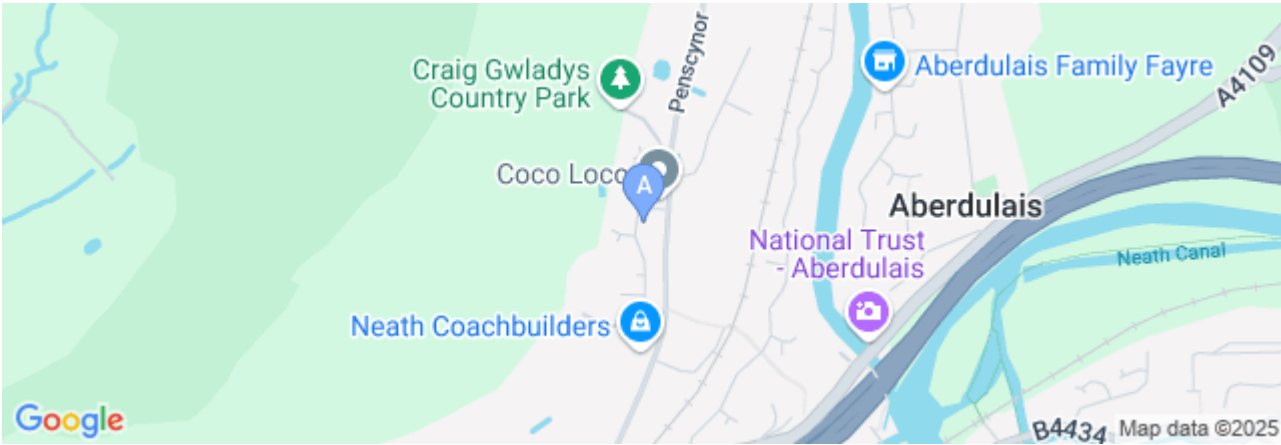 Craig Gwladys
Country Park
Penscynor
Aberdulais Family Fayre
A4109
Coco Loco
A
Aberdulais
National Trust
- Aberdulais
Neath Canal
Neath Coachbuilders
Google
B4434
Map data ©2025